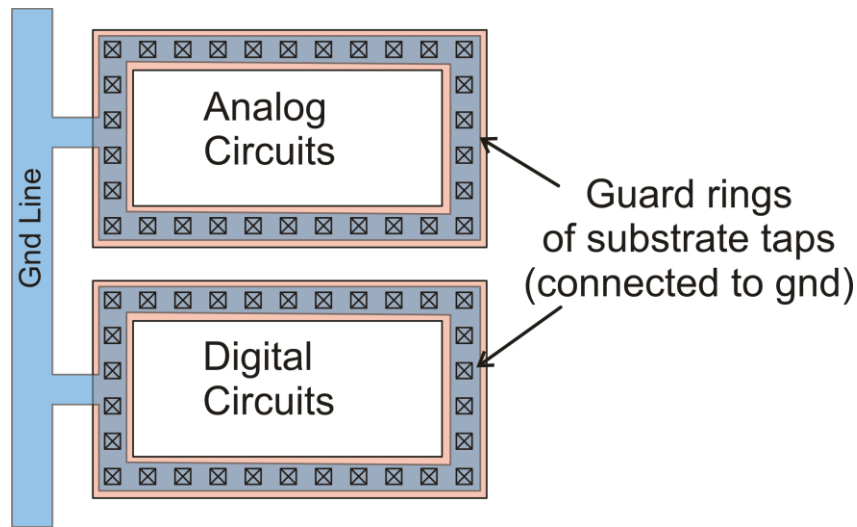 Gnd Line
Analog
Circuits
Guard rings
of substrate taps
(connected to gnd)
Digital
Circuits